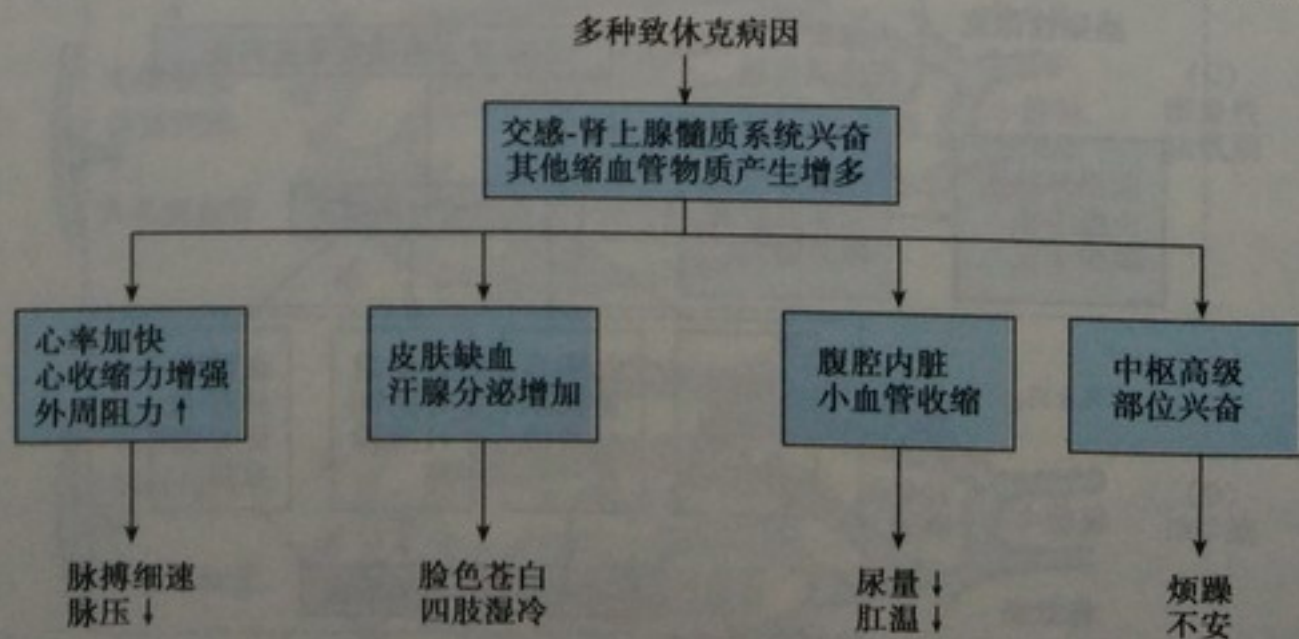 多种致休克病因
交感-肾上腺髓质系统兴奋
其他缩血管物质产生增多
心率加快
心收缩力增强
外周阻力↑
皮肤缺血
汗腺分泌增加
腹腔内脏
小血管收缩
中枢高级
部位兴奋
脉搏细速
脉压↓
脸色苍白
四肢湿冷
尿量↓
肛温↓
烦躁
不安